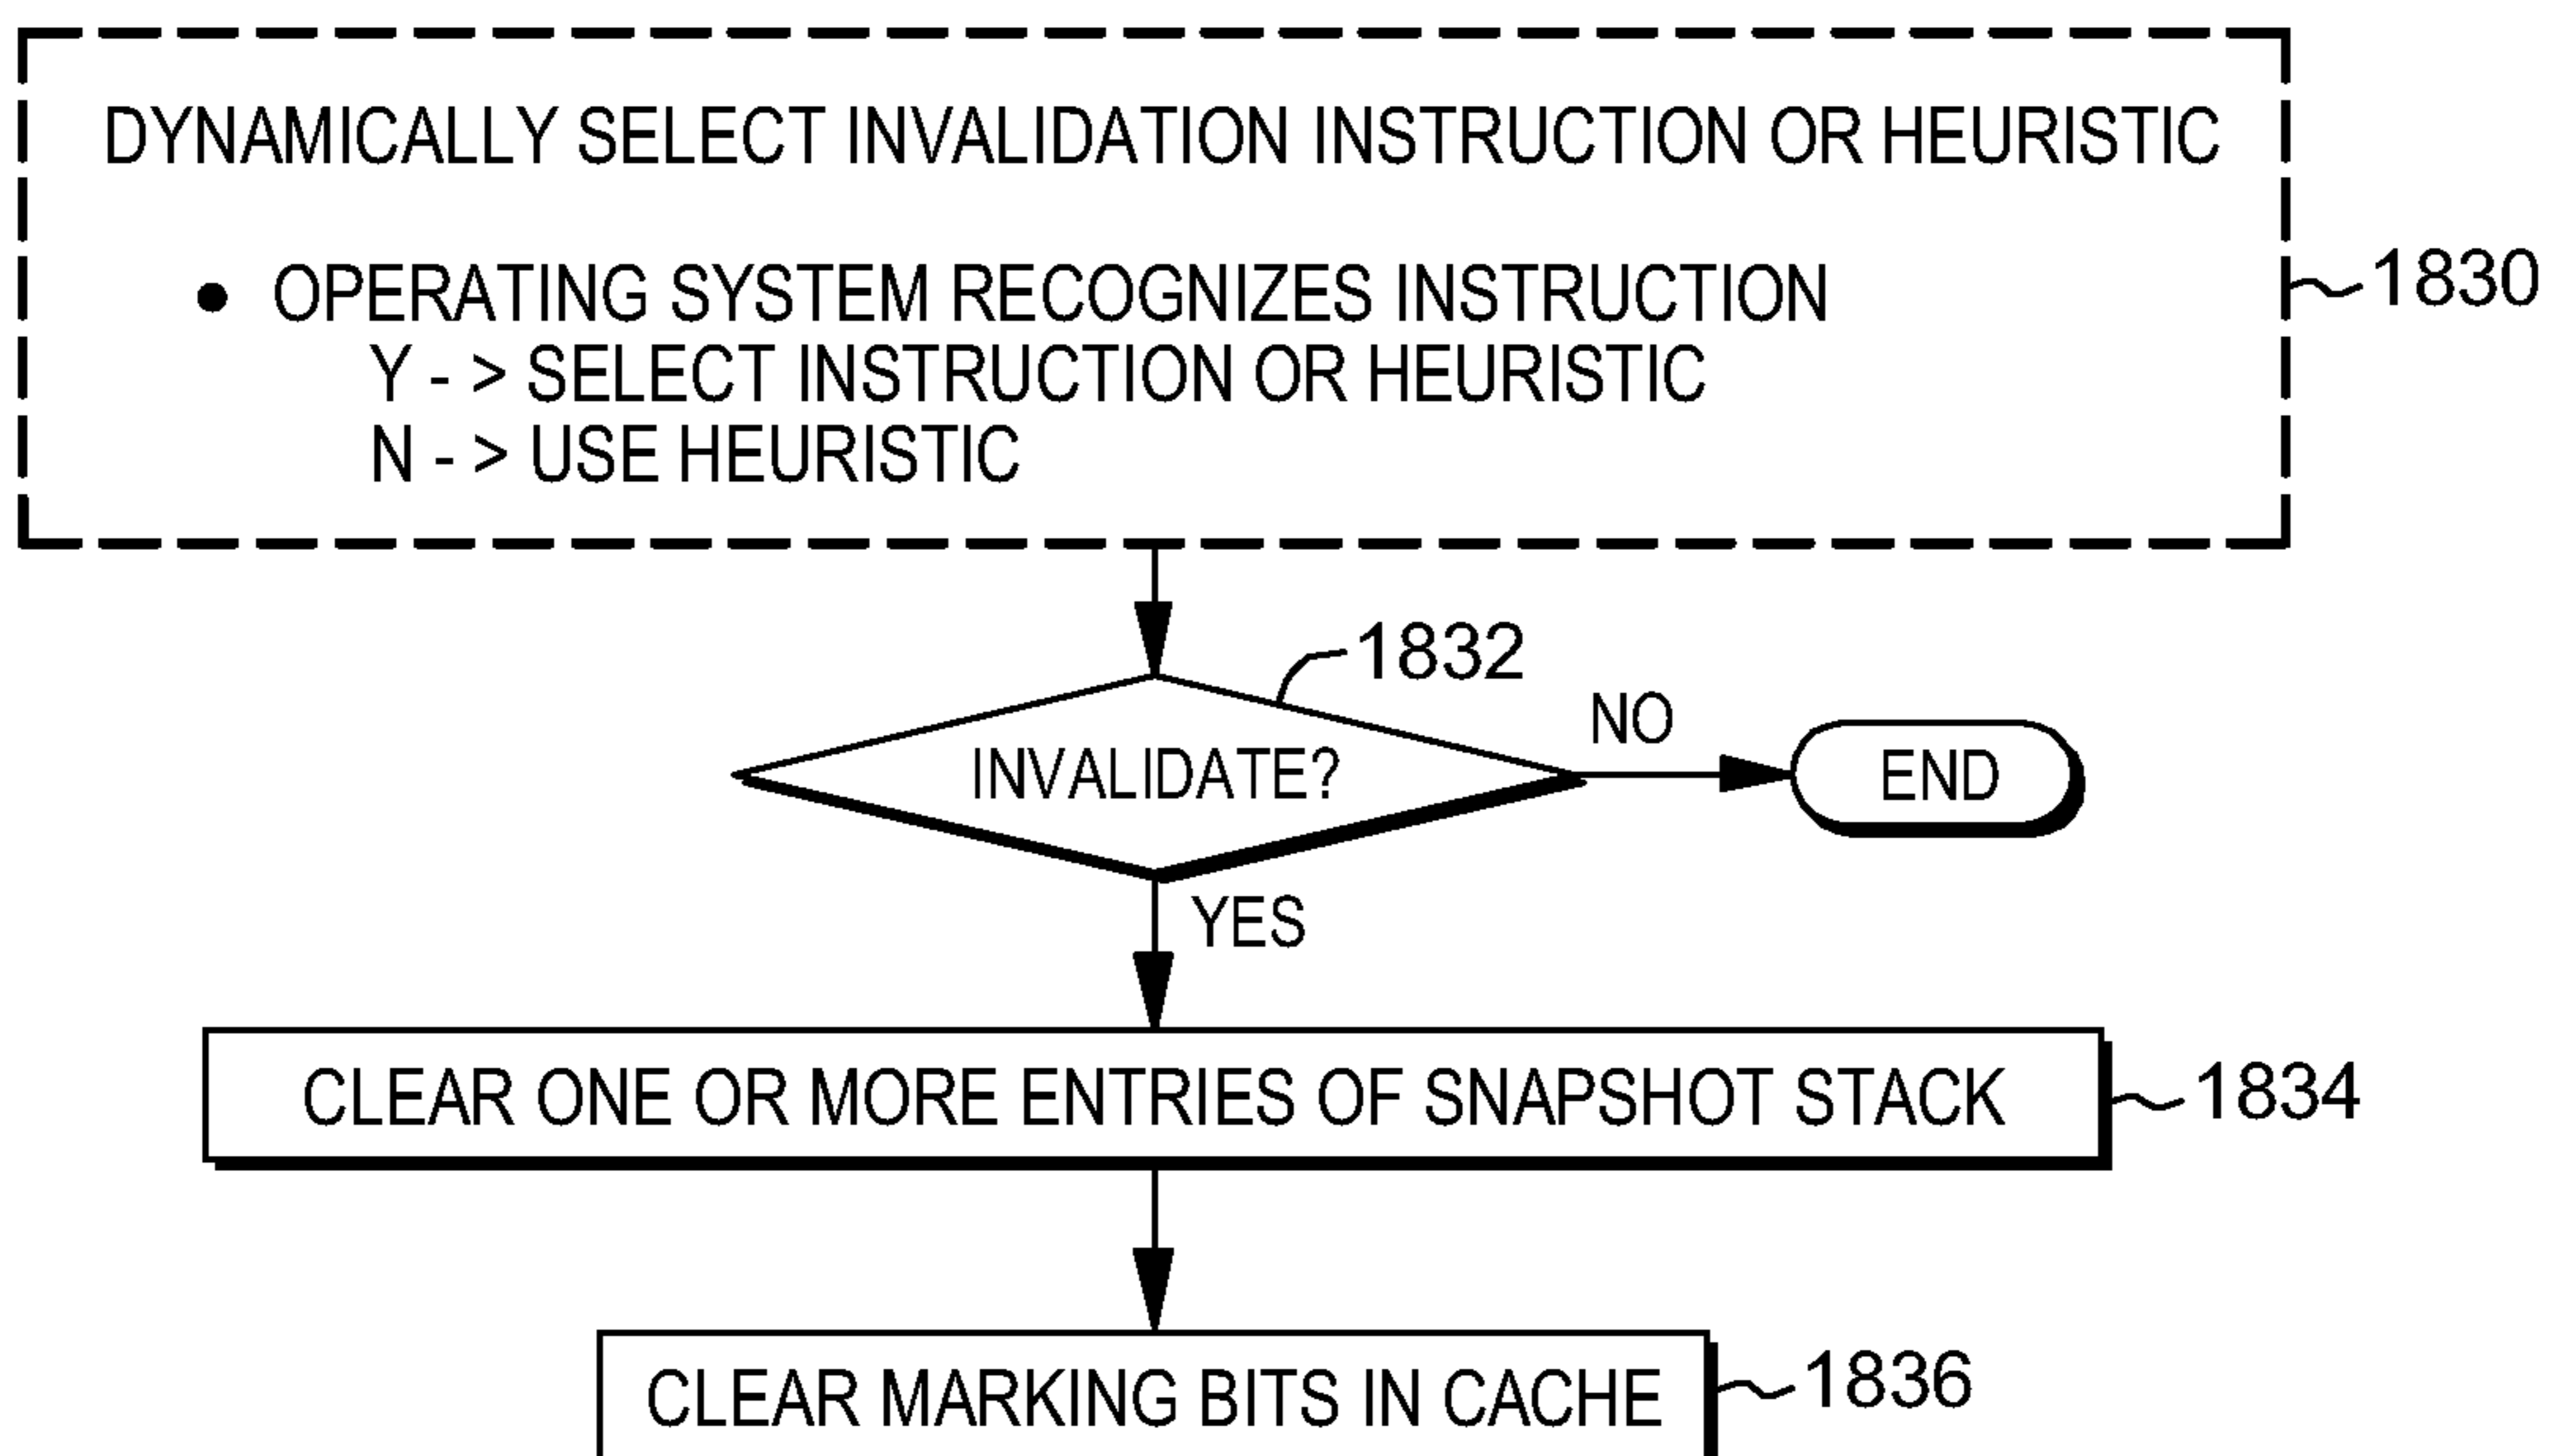 DYNAMICALLY SELECT INVALIDATION INSTRUCTION OR HEURISTIC
• OPERATING SYSTEM RECOGNIZES INSTRUCTION
Y - > SELECT INSTRUCTION OR HEURISTIC
N - > USE HEURISTIC
1830
1832
INVALIDATE?
NO
END
YES
CLEAR ONE OR MORE ENTRIES OF SNAPSHOT STACK
1834
CLEAR MARKING BITS IN CACHE
1836